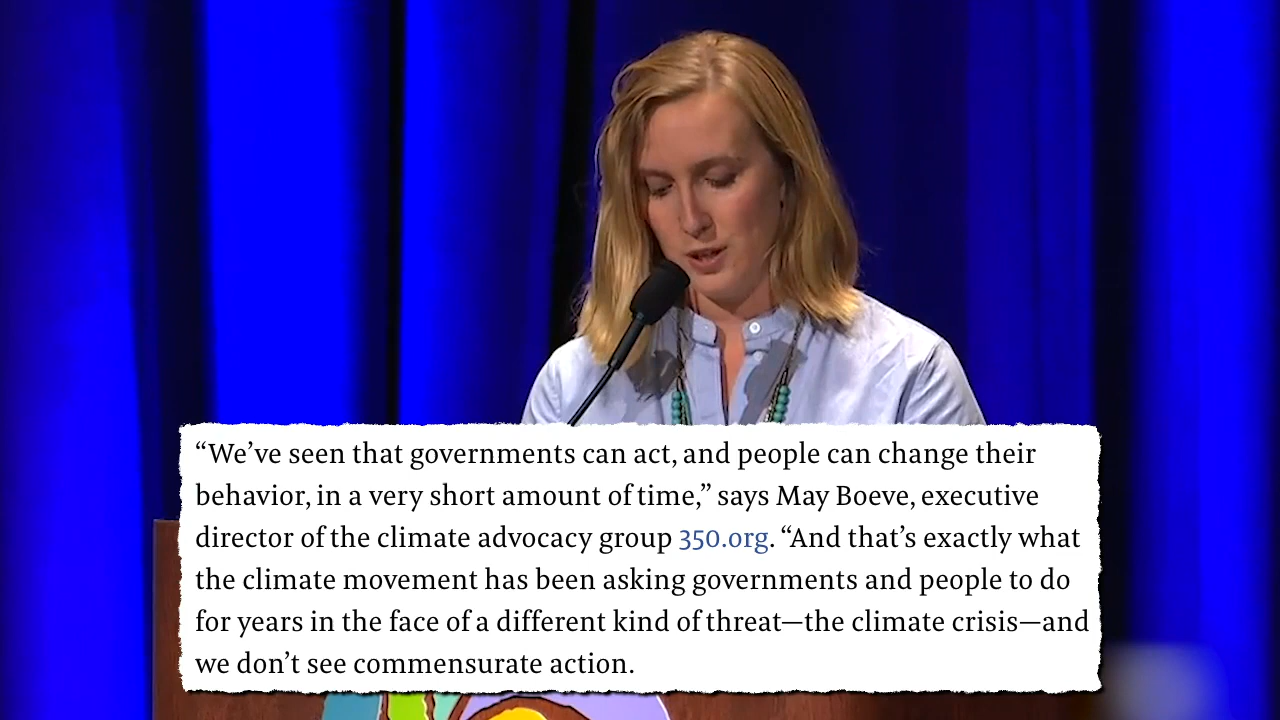 “We’ve seen that governments can act, and people can change their
behavior, in a very short amount of time,” says May Boeve, executive
director of the climate advocacy group 350.org. “And that’s exactly what
the climate movement has been asking governments and people to do
for years in the face of a different kind of threat—the climate crisis—and
we don’t see commensurate action.